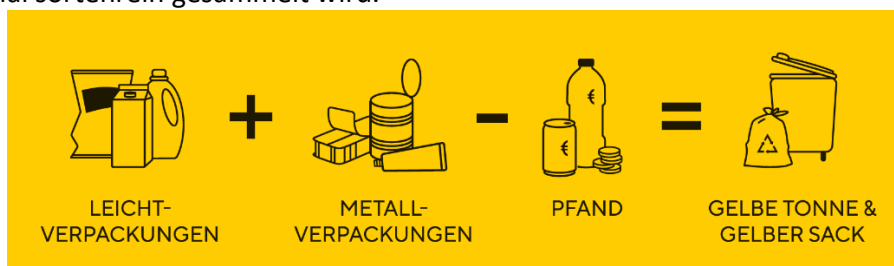 sortenrein gesammelt wird.
+ - =
€
€
LEICHT-
VERPACKUNGEN
METALL-
VERPACKUNGEN
PFAND
GELBE TONNE &
GELBER SACK